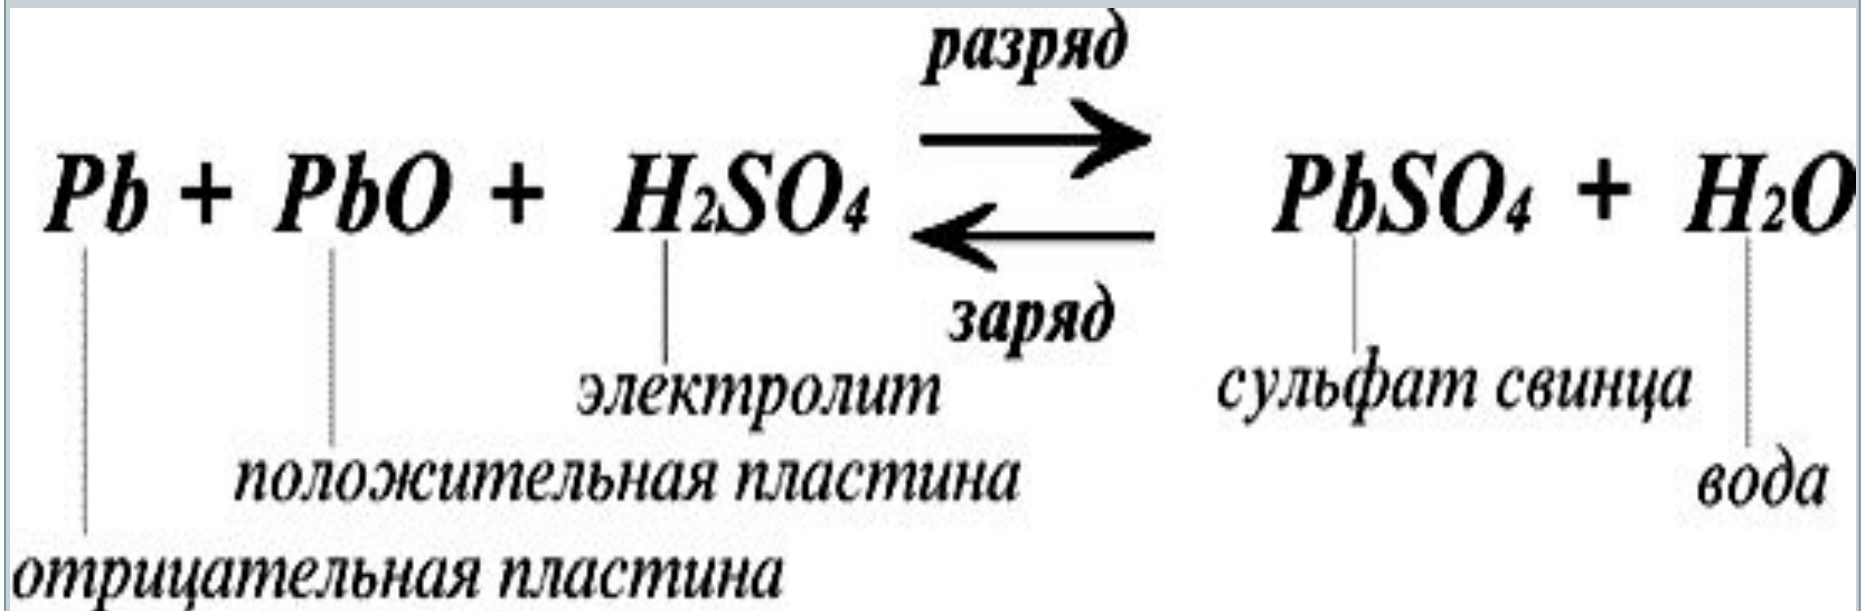 разряд
Pb + PbO + H₂SO₄ PbSO₄ + H₂O
заряд
электролит
сульфат свинца
положительная пластина
вода
отрицательная пластина